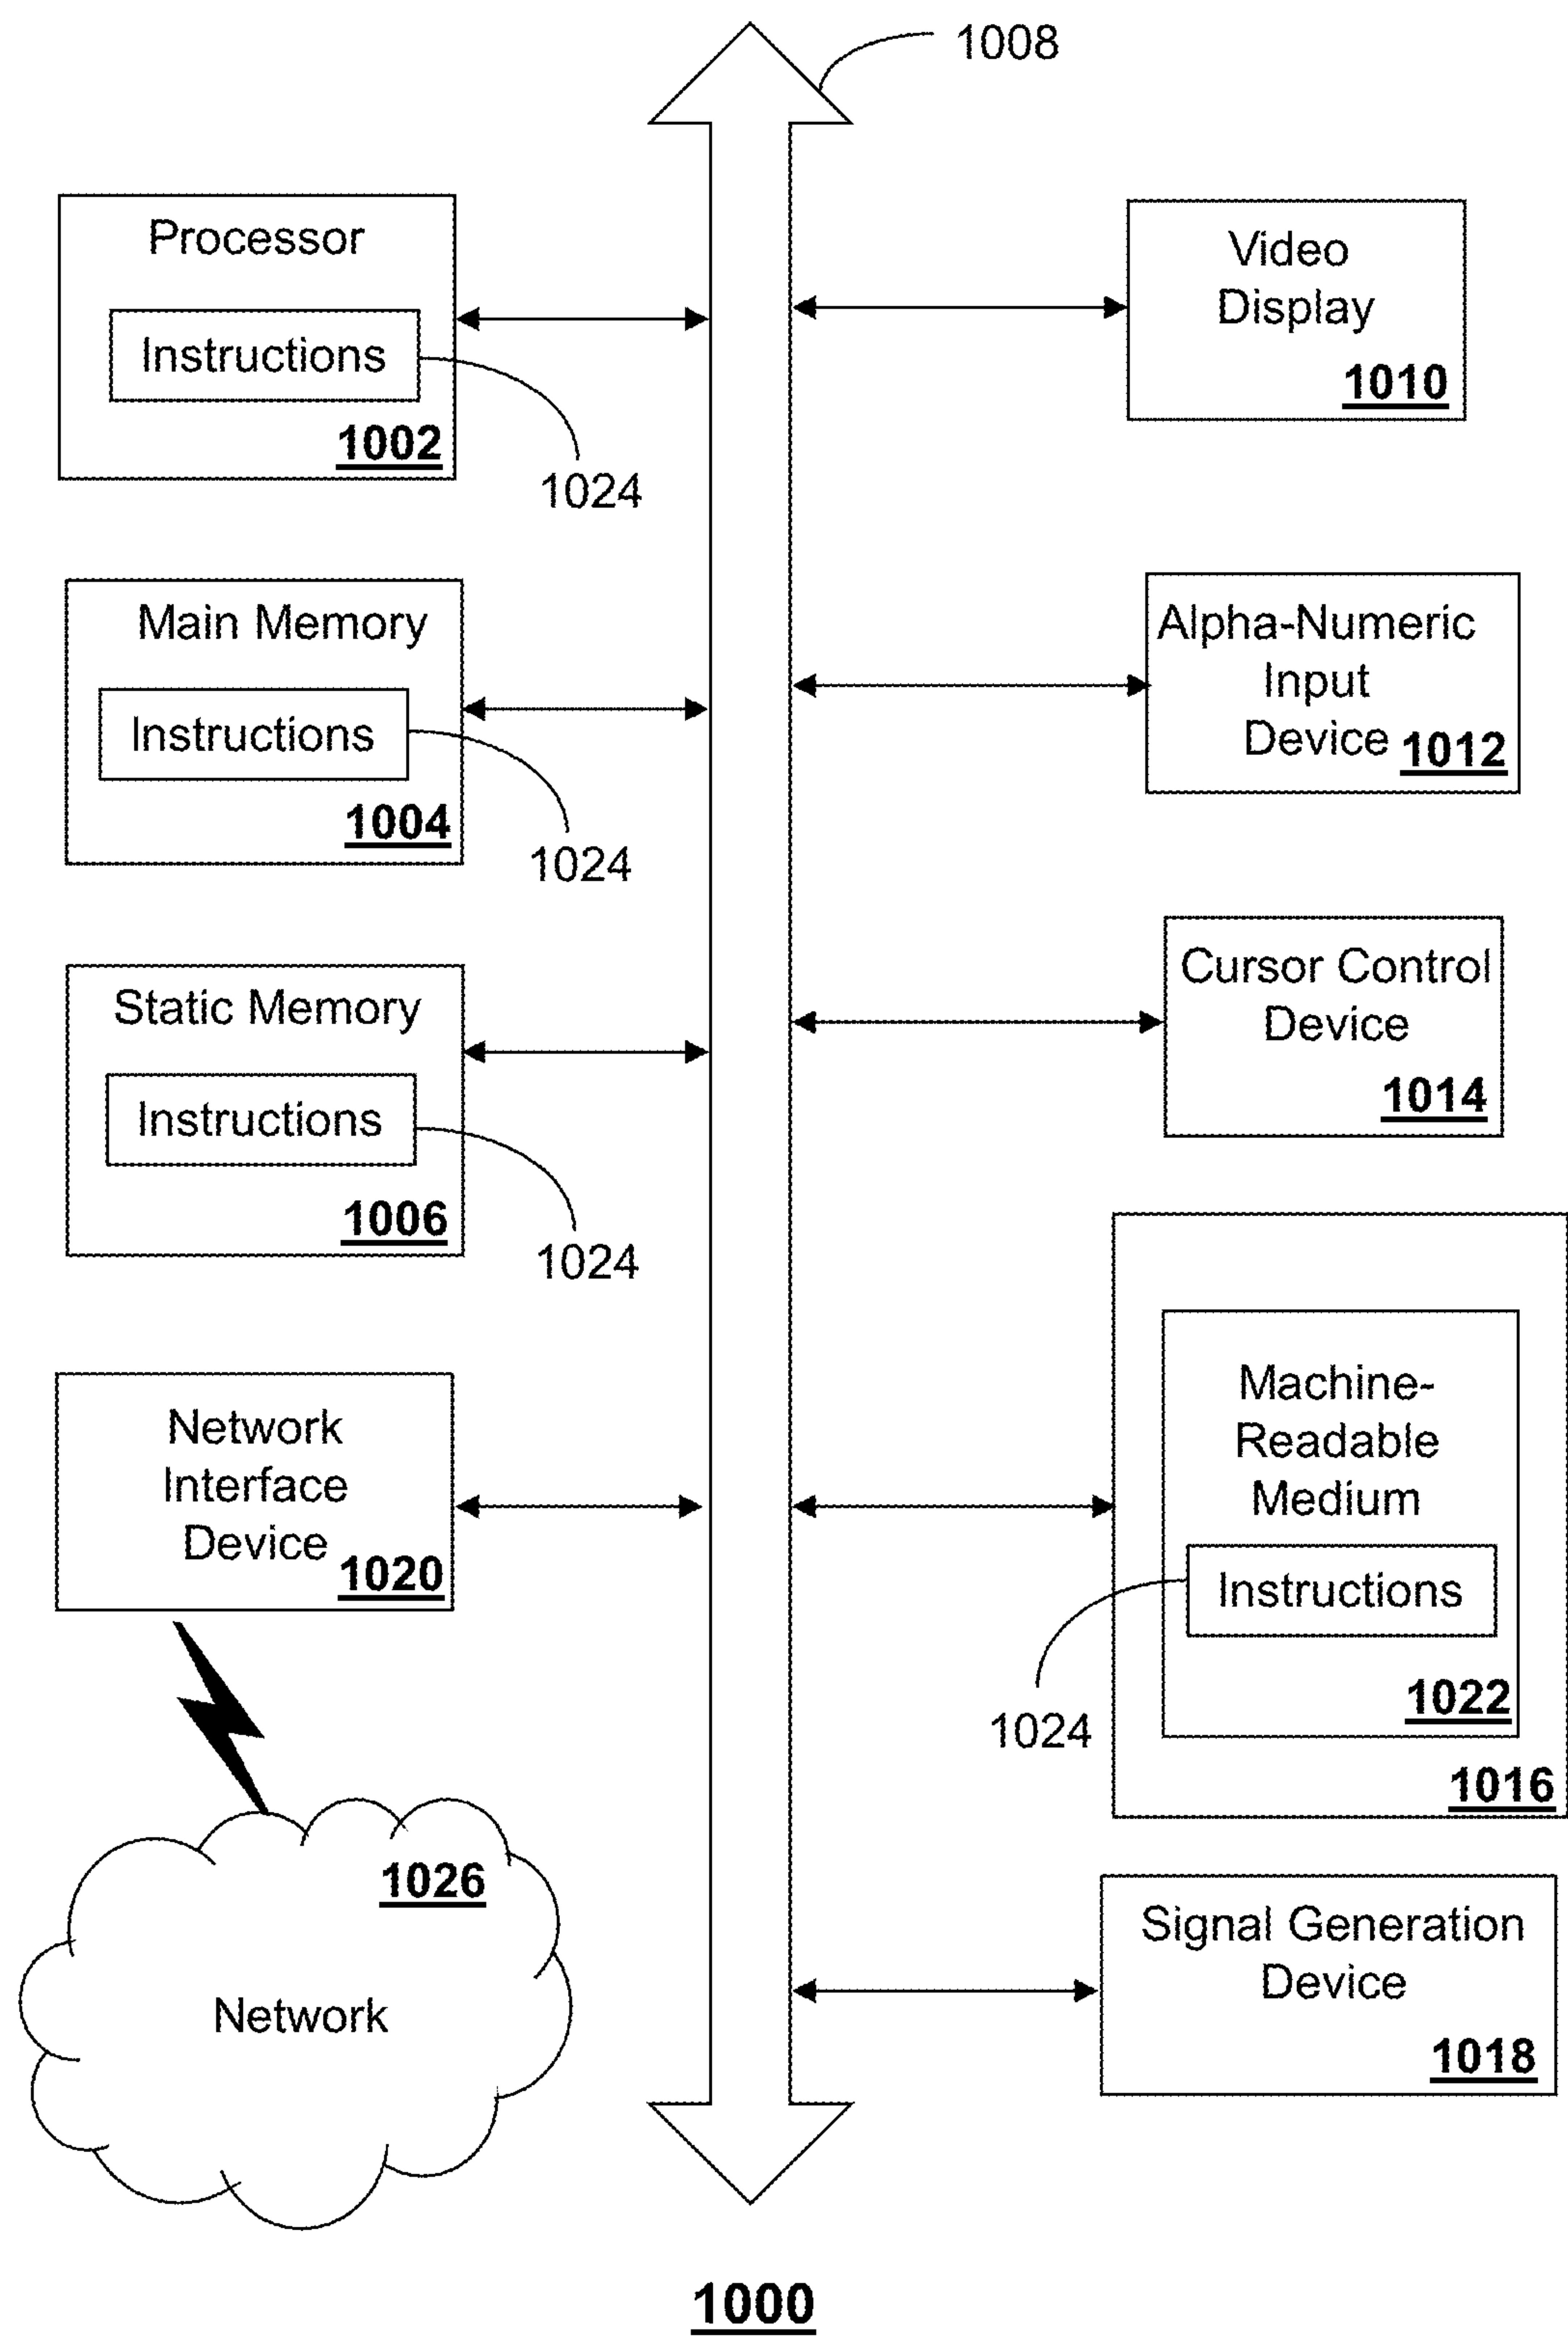 1008
Processor
Instructions
1002
1024
Main Memory
Instructions
1004
1024
Static Memory
Instructions
1006
1024
Network
Interface
Device
1020
1026
Network
Video
Display
1010
Alpha-Numeric
Input
Device 1012
Cursor Control
Device
1014
Machine-
Readable
Medium
Instructions
1022
1024
1016
Signal Generation
Device
1018
1000